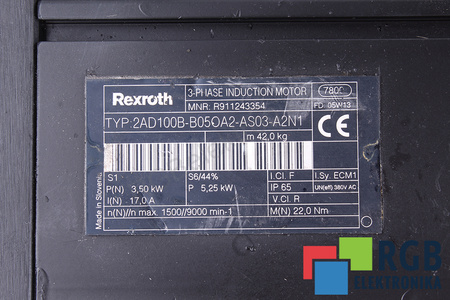 Rexroth
3-PHASE INDUCTION MOTOR
7800
MNR: R911243354
FD: 05W13
TYP 2AD100B-B05OA2-AS03-A2N1
m 42,0 kg
CE
Made in Slovenia
S1
S6/44%
I.Cl. F
I.Sy. ECM1
P(N) 3,50 kW
P 5,25 kW
IP 65
UN(eff) 380V AC
I(N) 17,0 A
V.Cl. R
n(N)/n max. 1500//9000 min-1
M(N) 22,0 Nm
RGB
ELEKTRONIKA